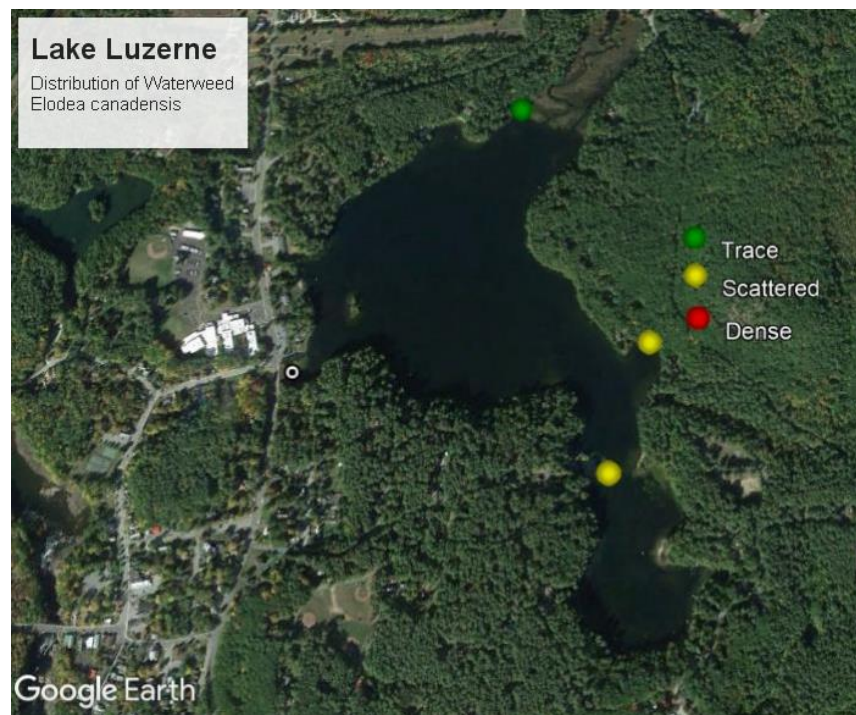 Lake Luzerne
Distribution of Waterweed
Elodea canadensis
Trace
Scattered
Dense
Google Earth